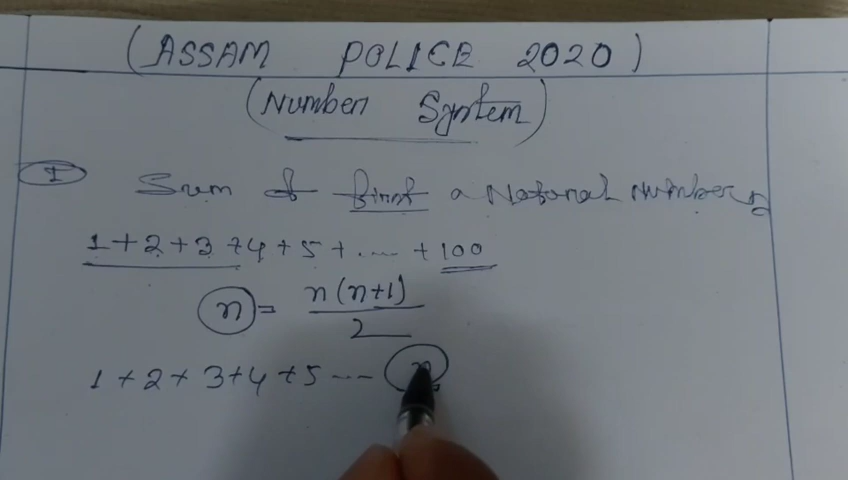 (ASSAM POLICE 2020)
(Number System)
I Sum of first n Natural Numbers
1+2+3+4+5+.....+100
n = n(n+1)/2
1+2+3+4+5--- n